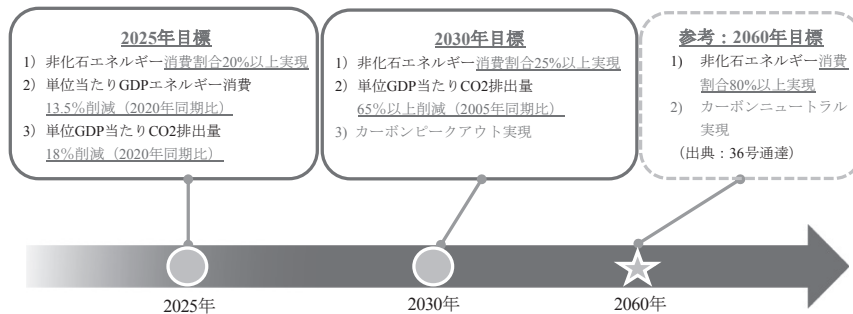 2025年目標
1) 非化石エネルギー消費割合20%以上実現
2) 単位当たりGDPエネルギー消費
13.5%削減（2020年同期比）
3) 単位GDP当たりCO2排出量
18%削減（2020年同期比）
2030年目標
1) 非化石エネルギー消費割合25%以上実現
2) 単位GDP当たりCO2排出量
65%以上削減（2005年同期比）
3) カーボンピークアウト実現
参考：2060年目標
1) 非化石エネルギー消費
割合80%以上実現
2) カーボンニュートラル
実現
（出典：36号通達）
2025年
2030年
2060年